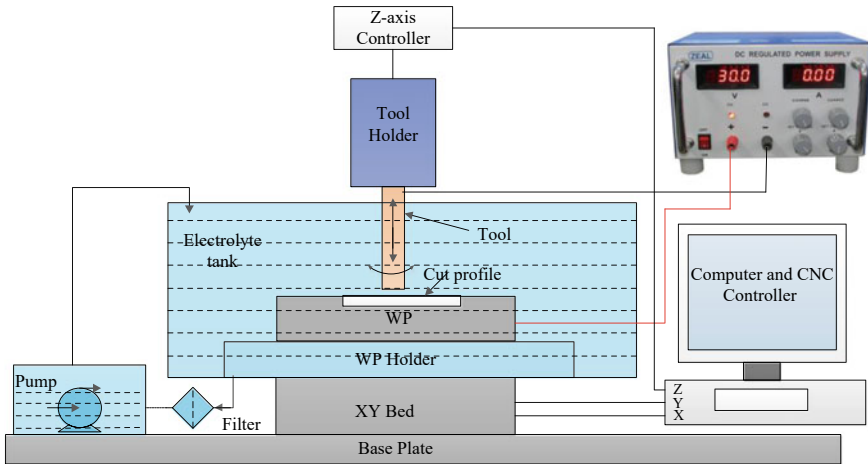 Z-axis
Controller
ZEAL
DC REGULATED POWER SUPPLY
30.0
0.00
V
A
Tool
Holder
+
-
Electrolyte
tank
Tool
Cut profile
Computer and CNC
Controller
WP
WP Holder
Pump
Filter
XY Bed
Z
Y
X
Base Plate